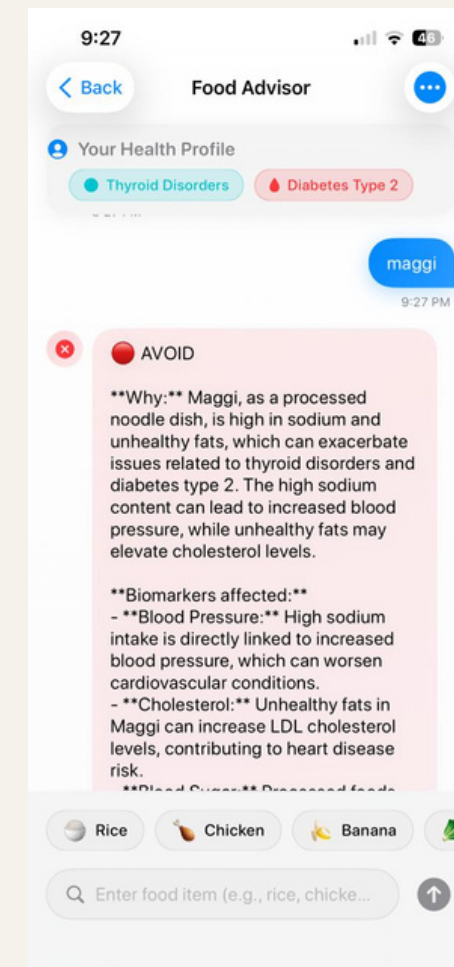 9:27
46
Back
Food Advisor
Your Health Profile
Thyroid Disorders
Diabetes Type 2
maggi
9:27 PM
AVOID
**Why:** Maggi, as a processed
noodle dish, is high in sodium and
unhealthy fats, which can exacerbate
issues related to thyroid disorders and
diabetes type 2. The high sodium
content can lead to increased blood
pressure, while unhealthy fats may
elevate cholesterol levels.
**Biomarkers affected:**
- **Blood Pressure:** High sodium
intake is directly linked to increased
blood pressure, which can worsen
cardiovascular conditions.
- **Cholesterol:** Unhealthy fats in
Maggi can increase LDL cholesterol
levels, contributing to heart disease
risk.
- **Blood Sugar:** Processed foods
Rice
Chicken
Banana
Enter food item (e.g., rice, chicke...